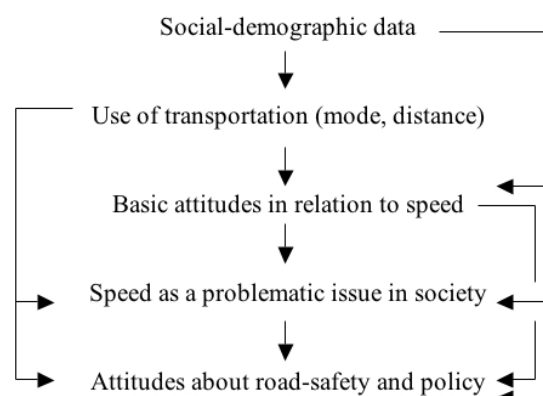 Social-demographic data
Use of transportation (mode, distance)
Basic attitudes in relation to speed
Speed as a problematic issue in society
Attitudes about road-safety and policy